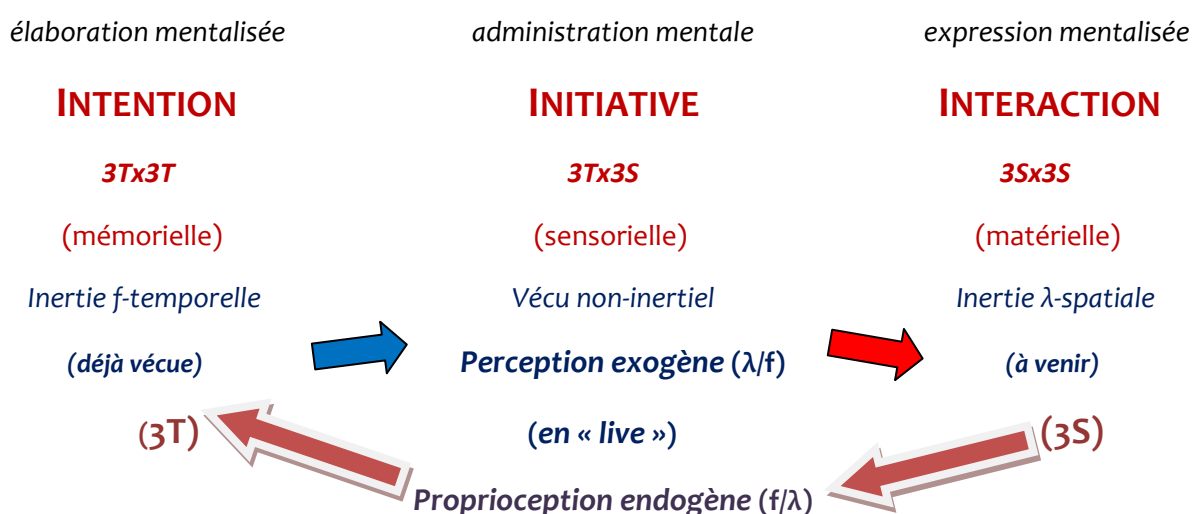 élaboration mentalisée administration mentale expression mentalisée
INTENTION INITIATIVE INTERACTION
3Tx3T 3Tx3S 3Sx3S
(mémorielle) (sensorielle) (matérielle)
Inertie f-temporelle Vécu non-inertiel Inertie λ-spatiale
(déjà vécue) Perception exogène (λ/f) (à venir)
(3T) (en « live ») (3S)
Proprioception endogène (f/λ)